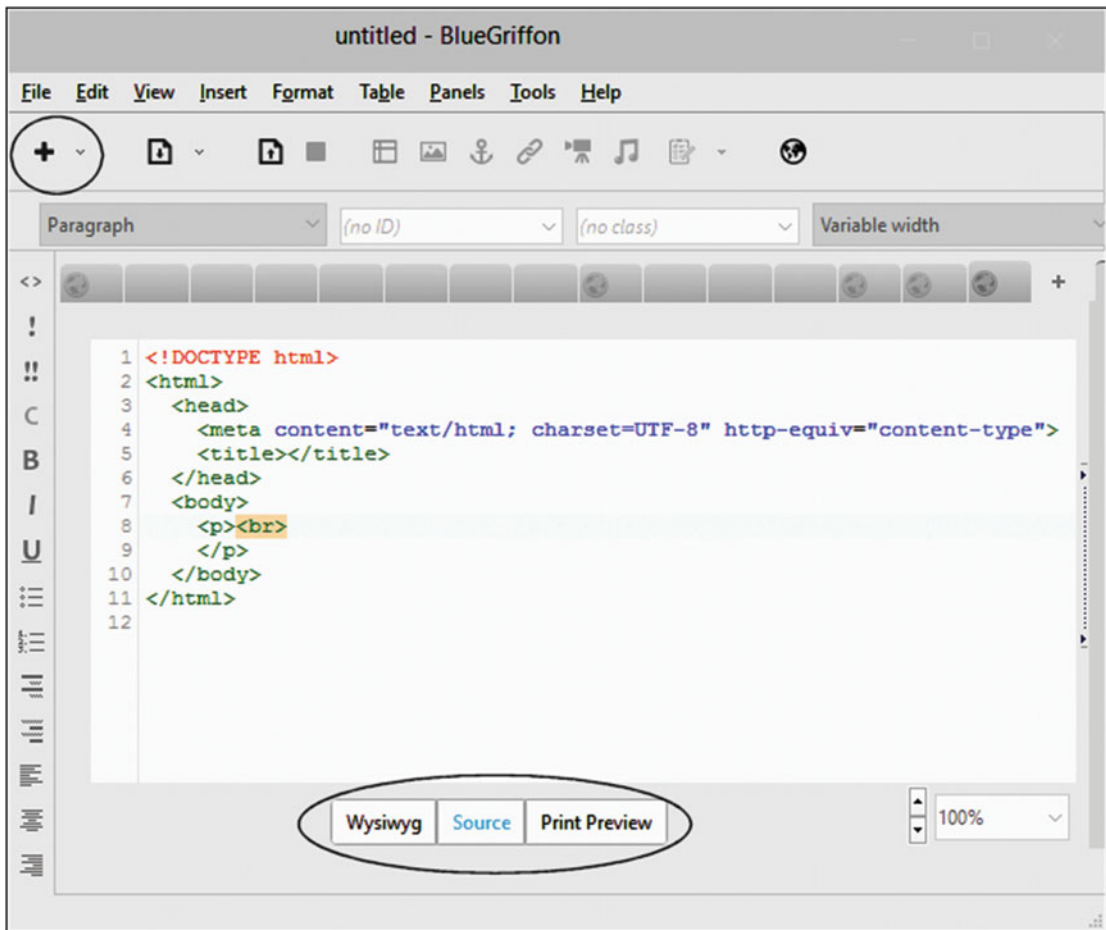 untitled - BlueGriffon
File Edit View Insert Format Table Panels Tools Help
Paragraph (no ID) (no class) Variable width
<>
!
!!
C
B
I
U
1 <!DOCTYPE html>
2 <html>
3 <head>
4 <meta content="text/html; charset=UTF-8" http-equiv="content-type">
5 <title></title>
6 </head>
7 <body>
8 <p><br>
9 </p>
10 </body>
11 </html>
12
Wysiwyg Source Print Preview 100%